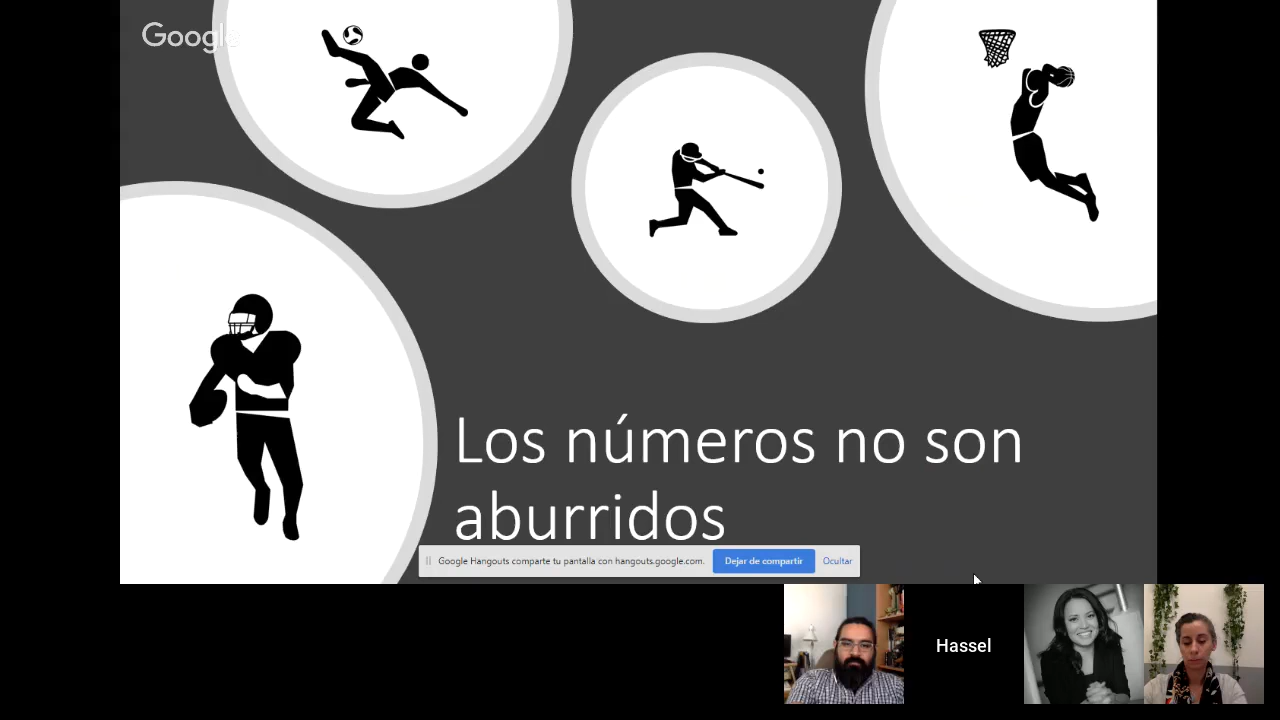 Google
Los números no son
aburridos
Google Hangouts comparte tu pantalla con hangouts.google.com.
Dejar de compartir
Ocultar
Hassel